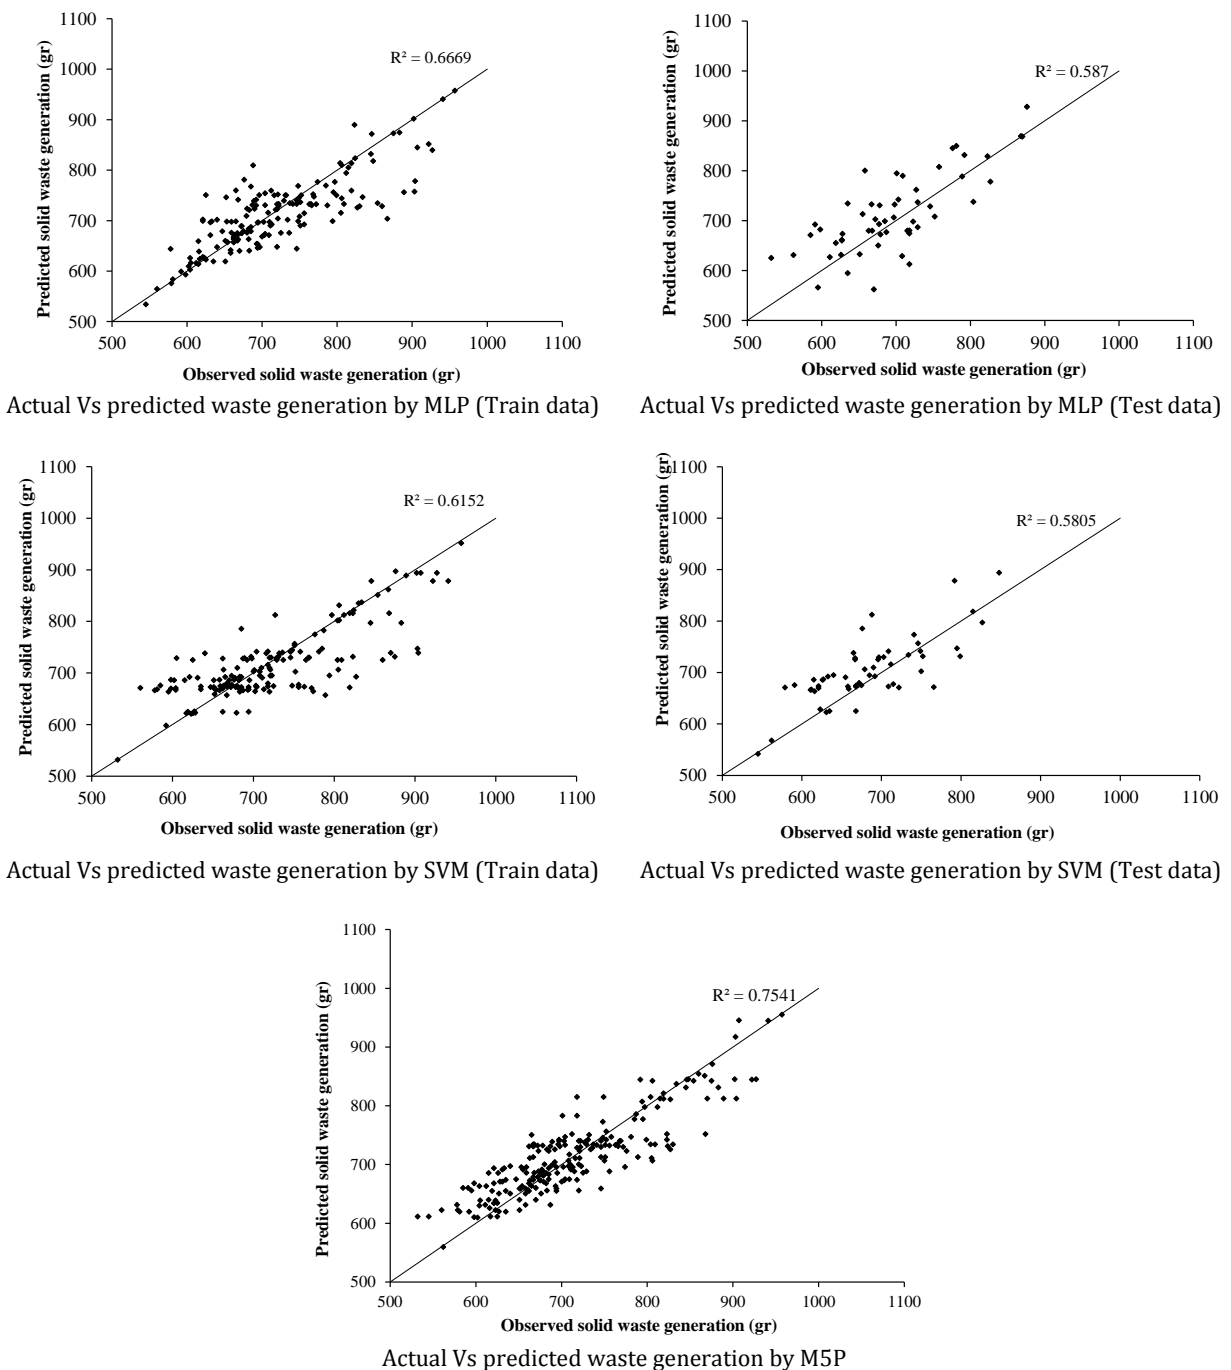 R² = 0.6669
Predicted solid waste generation (gr)
1100
1000
900
800
700
600
500
500 600 700 800 900 1000 1100
Observed solid waste generation (gr)
Actual Vs predicted waste generation by MLP (Train data)
R² = 0.587
Predicted solid waste generation (gr)
1100
1000
900
800
700
600
500
500 600 700 800 900 1000 1100
Observed solid waste generation (gr)
Actual Vs predicted waste generation by MLP (Test data)
R² = 0.6152
Predicted solid waste generation (gr)
1100
1000
900
800
700
600
500
500 600 700 800 900 1000 1100
Observed solid waste generation (gr)
Actual Vs predicted waste generation by SVM (Train data)
R² = 0.5805
Predicted solid waste generation (gr)
1100
1000
900
800
700
600
500
500 600 700 800 900 1000 1100
Observed solid waste generation (gr)
Actual Vs predicted waste generation by SVM (Test data)
R² = 0.7541
Predicted solid waste generation (gr)
1100
1000
900
800
700
600
500
500 600 700 800 900 1000 1100
Observed solid waste generation (gr)
Actual Vs predicted waste generation by M5P